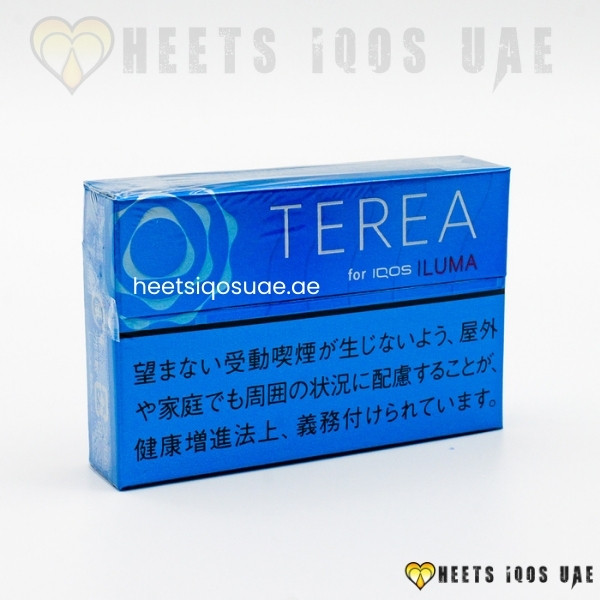 HEETS iQOS UAE
TEREA
for IQOS ILUMA
heetsiqosuae.ae
望まない受動喫煙が生じないよう、屋外
や家庭でも周囲の状況に配慮することが、
健康増進法上、義務付けられています。
HEETS iQOS UAE